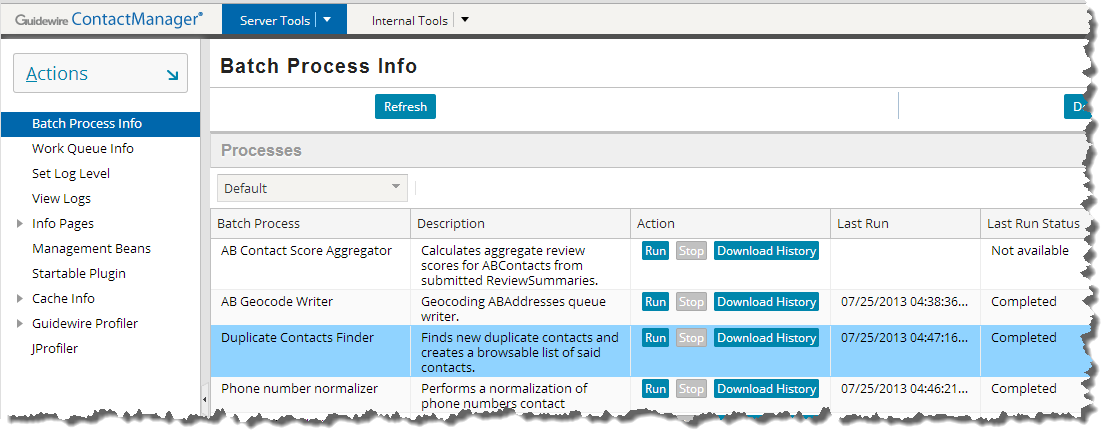 Guidewire ContactManager®
Server Tools
Internal Tools
Actions
Batch Process Info
Work Queue Info
Set Log Level
View Logs
Info Pages
Management Beans
Startable Plugin
Cache Info
Guidewire Profiler
JProfiler
Batch Process Info
Refresh
Processes
Default
Batch Process Description Action Last Run Last Run Status
AB Contact Score Aggregator Calculates aggregate review Run Stop Download History Not available
scores for ABContacts from
submitted ReviewSummaries.
AB Geocode Writer Geocoding ABAddresses queue Run Stop Download History 07/25/2013 04:38:36... Completed
writer.
Duplicate Contacts Finder Finds new duplicate contacts and Run Stop Download History 07/25/2013 04:47:16... Completed
creates a browsable list of said
contacts.
Phone number normalizer Performs a normalization of Run Stop Download History 07/25/2013 04:46:21... Completed
phone numbers contact